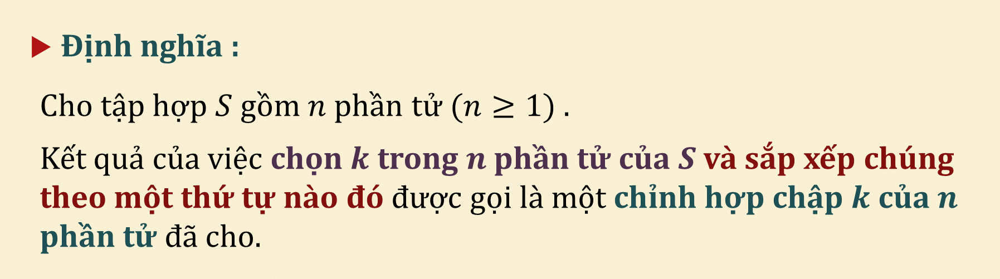 Định nghĩa :
Cho tập hợp S gồm n phần tử (n ≥ 1) .
Kết quả của việc chọn k trong n phần tử của S và sắp xếp chúng
theo một thứ tự nào đó được gọi là một chỉnh hợp chập k của n
phần tử đã cho.